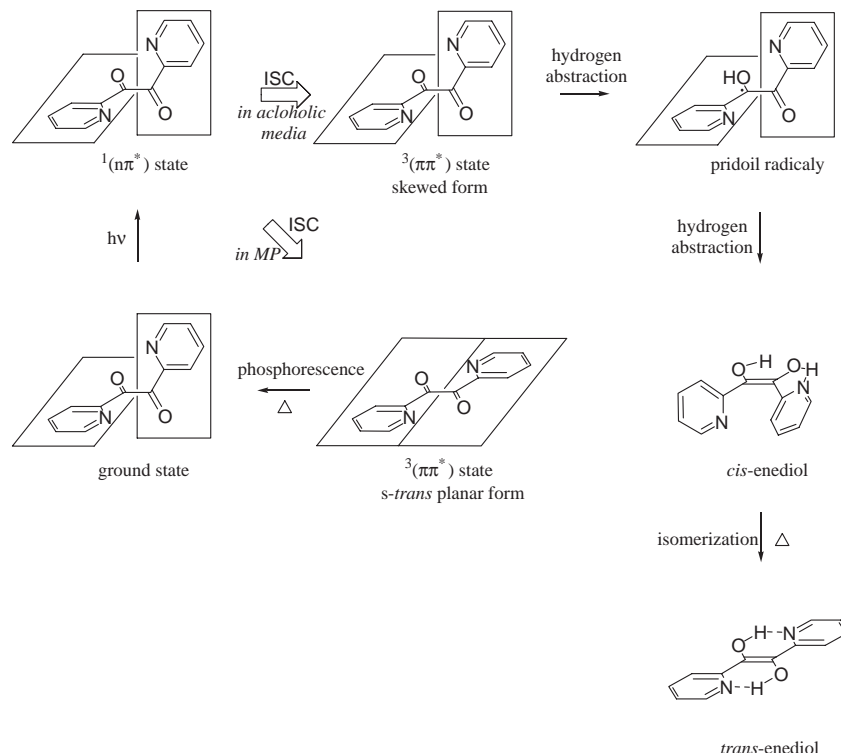 N
O
N
O
ISC
in acloholic
media
N
O
N
O
hydrogen
abstraction
N
HO
N
O
¹(nπ*) state
³(ππ*) state
skewed form
pridoil radicaly
hν
ISC
in MP
hydrogen
abstraction
N
O
N
O
phosphorescence
△
N
O
N
O
O H
O
H
N
N
ground state
³(ππ*) state
s-trans planar form
cis-enediol
isomerization △
O H N
N H O
trans-enediol